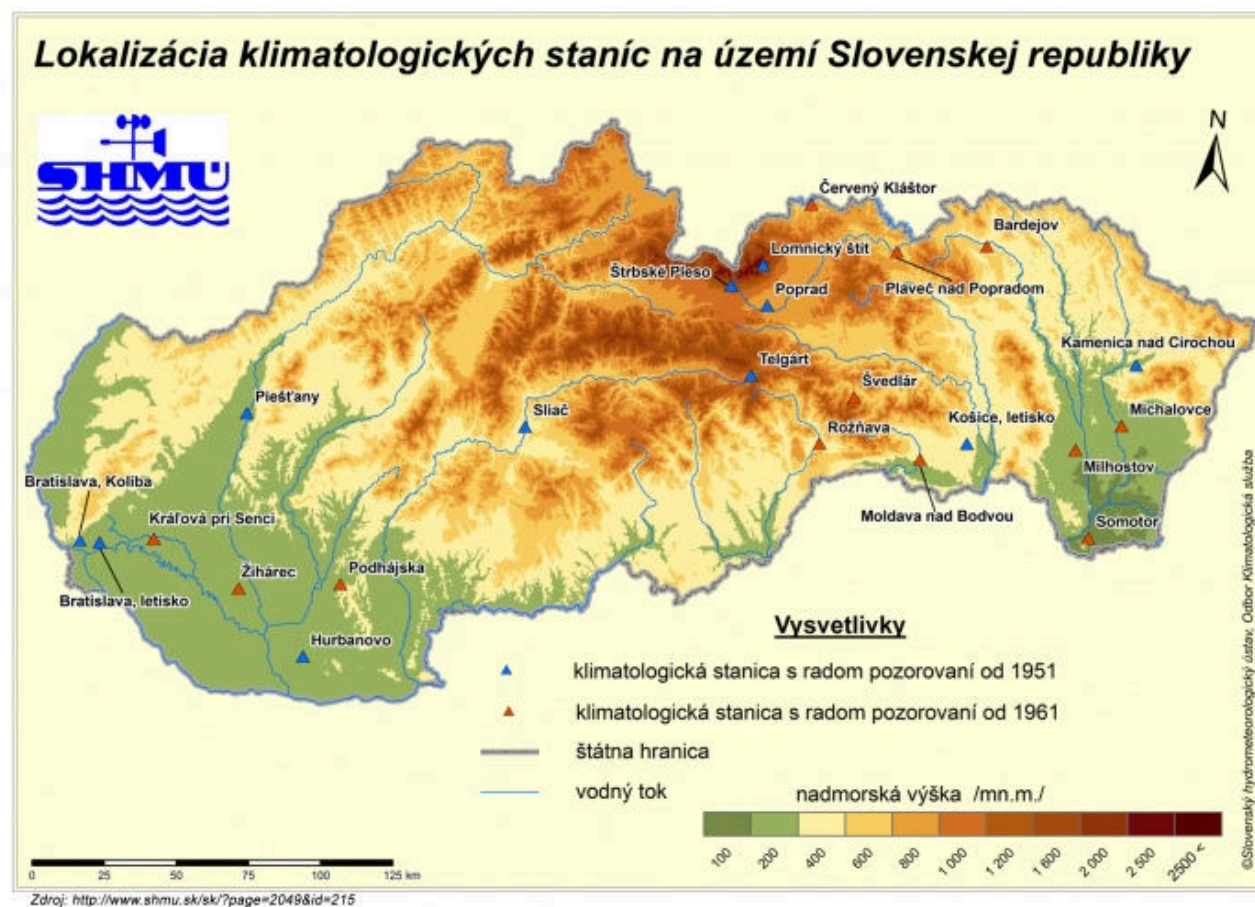 Lokalizácia klimatologických staníc na území Slovenskej republiky
SHMÚ
N
Červený Kláštor
Bardejov
Lomnický štít
Štrbské Pleso
Plaveč nad Popradom
Poprad
Kamenica nad Cirochou
Telgárt
Švedlár
Piešťany
Sliač
Košice, letisko
Michalovce
Rožňava
Milhostov
Bratislava, Koliba
Moldava nad Bodvou
Kráľová pri Senci
Somotor
Žihárec
Podhájska
Bratislava, letisko
Hurbanovo
Vysvetlivky
klimatologická stanica s radom pozorovaní od 1951
klimatologická stanica s radom pozorovaní od 1961
štátna hranica
vodný tok
nadmorská výška /mn.m./
100 200 400 600 800 1 000 1 200 1 600 2 000 2 500 2500 <
0 25 50 75 100 125 km
©Slovenský hydrometeorologický ústav, Odbor Klimatologická služba
Zdroj: http://www.shmu.sk/sk/?page=2049&id=215